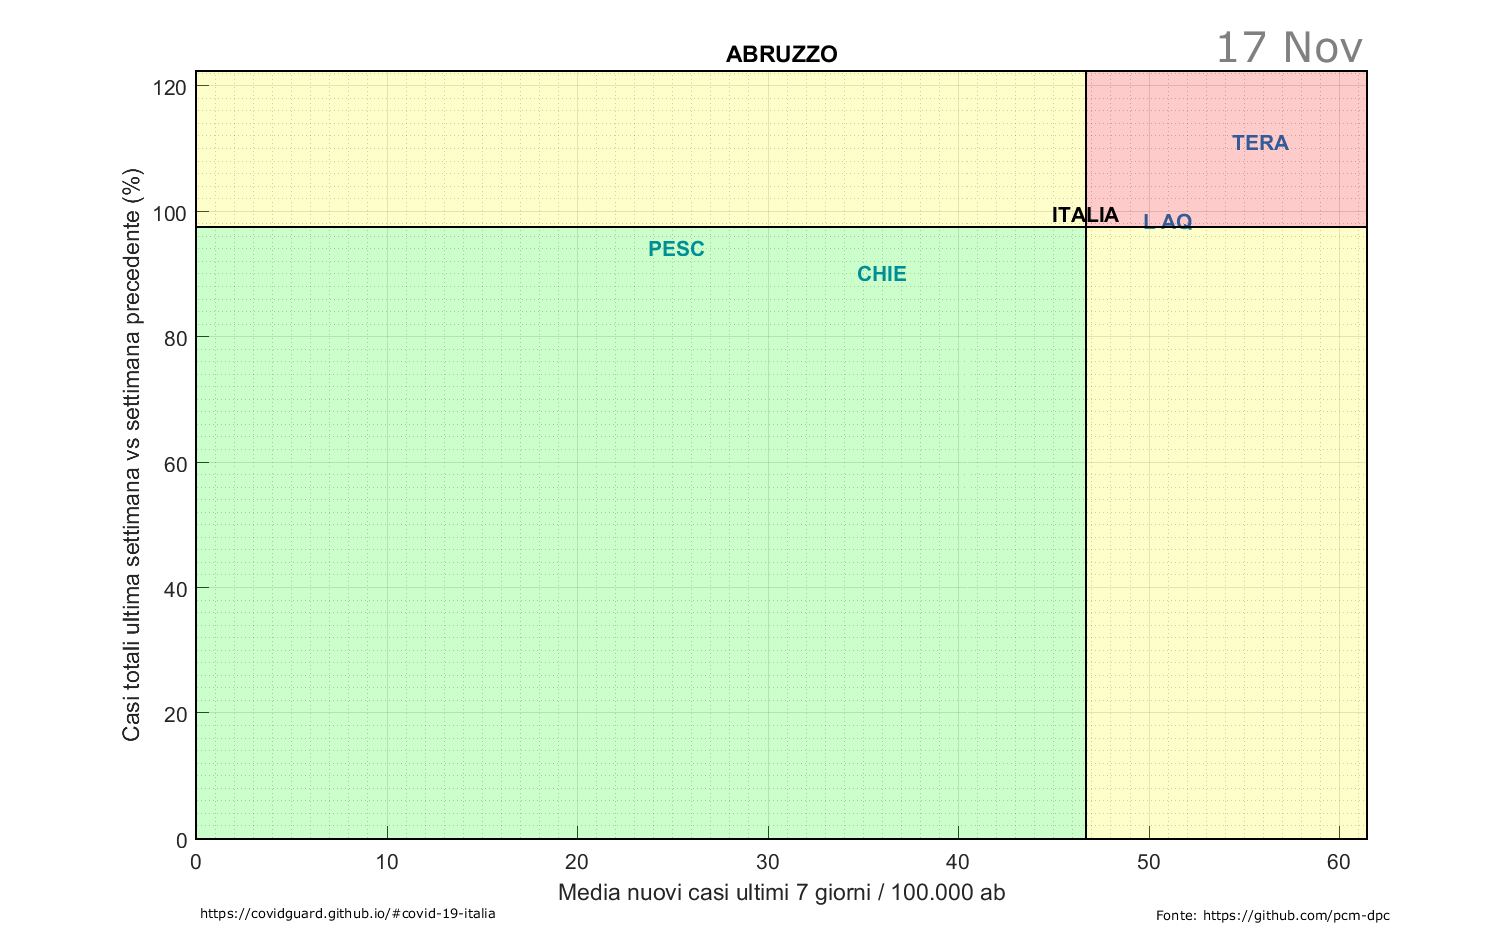 17 Nov
ABRUZZO
120
100
80
60
40
20
0
Casi totali ultima settimana vs settimana precedente (%)
TERA
ITALIA
L AQ
PESC
CHIE
0 10 20 30 40 50 60
Media nuovi casi ultimi 7 giorni / 100.000 ab
https://covidguard.github.io/#covid-19-italia
Fonte: https://github.com/pcm-dpc